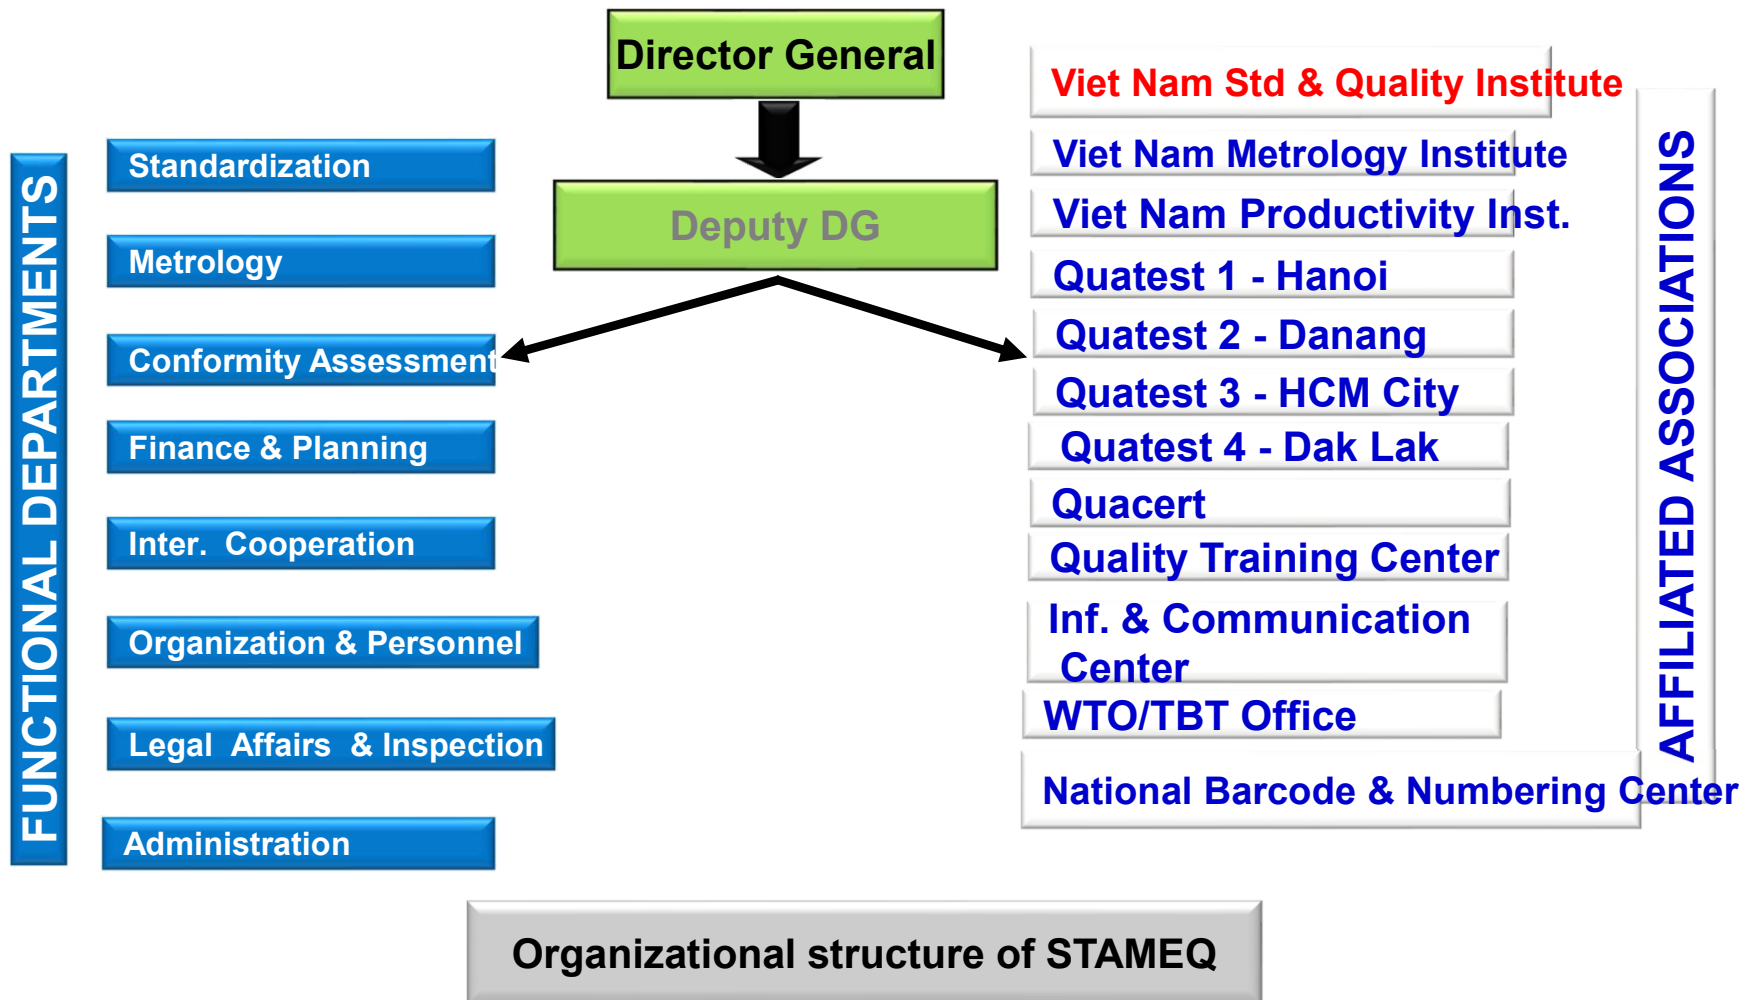 Director General
Deputy DG
FUNCTIONAL DEPARTMENTS
Standardization
Metrology
Conformity Assessment
Finance & Planning
Inter. Cooperation
Organization & Personnel
Legal Affairs & Inspection
Administration
Viet Nam Std & Quality Institute
Viet Nam Metrology Institute
Viet Nam Productivity Inst.
Quatest 1 - Hanoi
Quatest 2 - Danang
Quatest 3 - HCM City
Quatest 4 - Dak Lak
Quacert
Quality Training Center
Inf. & Communication
Center
WTO/TBT Office
National Barcode & Numbering Center
AFFILIATED ASSOCIATIONS
Organizational structure of STAMEQ